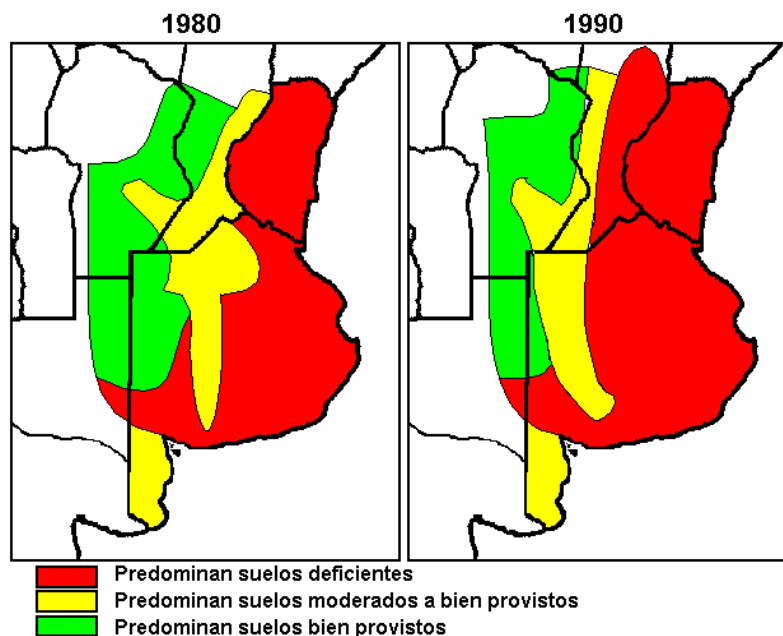 1980
1990
Predominan suelos deficientes
Predominan suelos moderados a bien provistos
Predominan suelos bien provistos